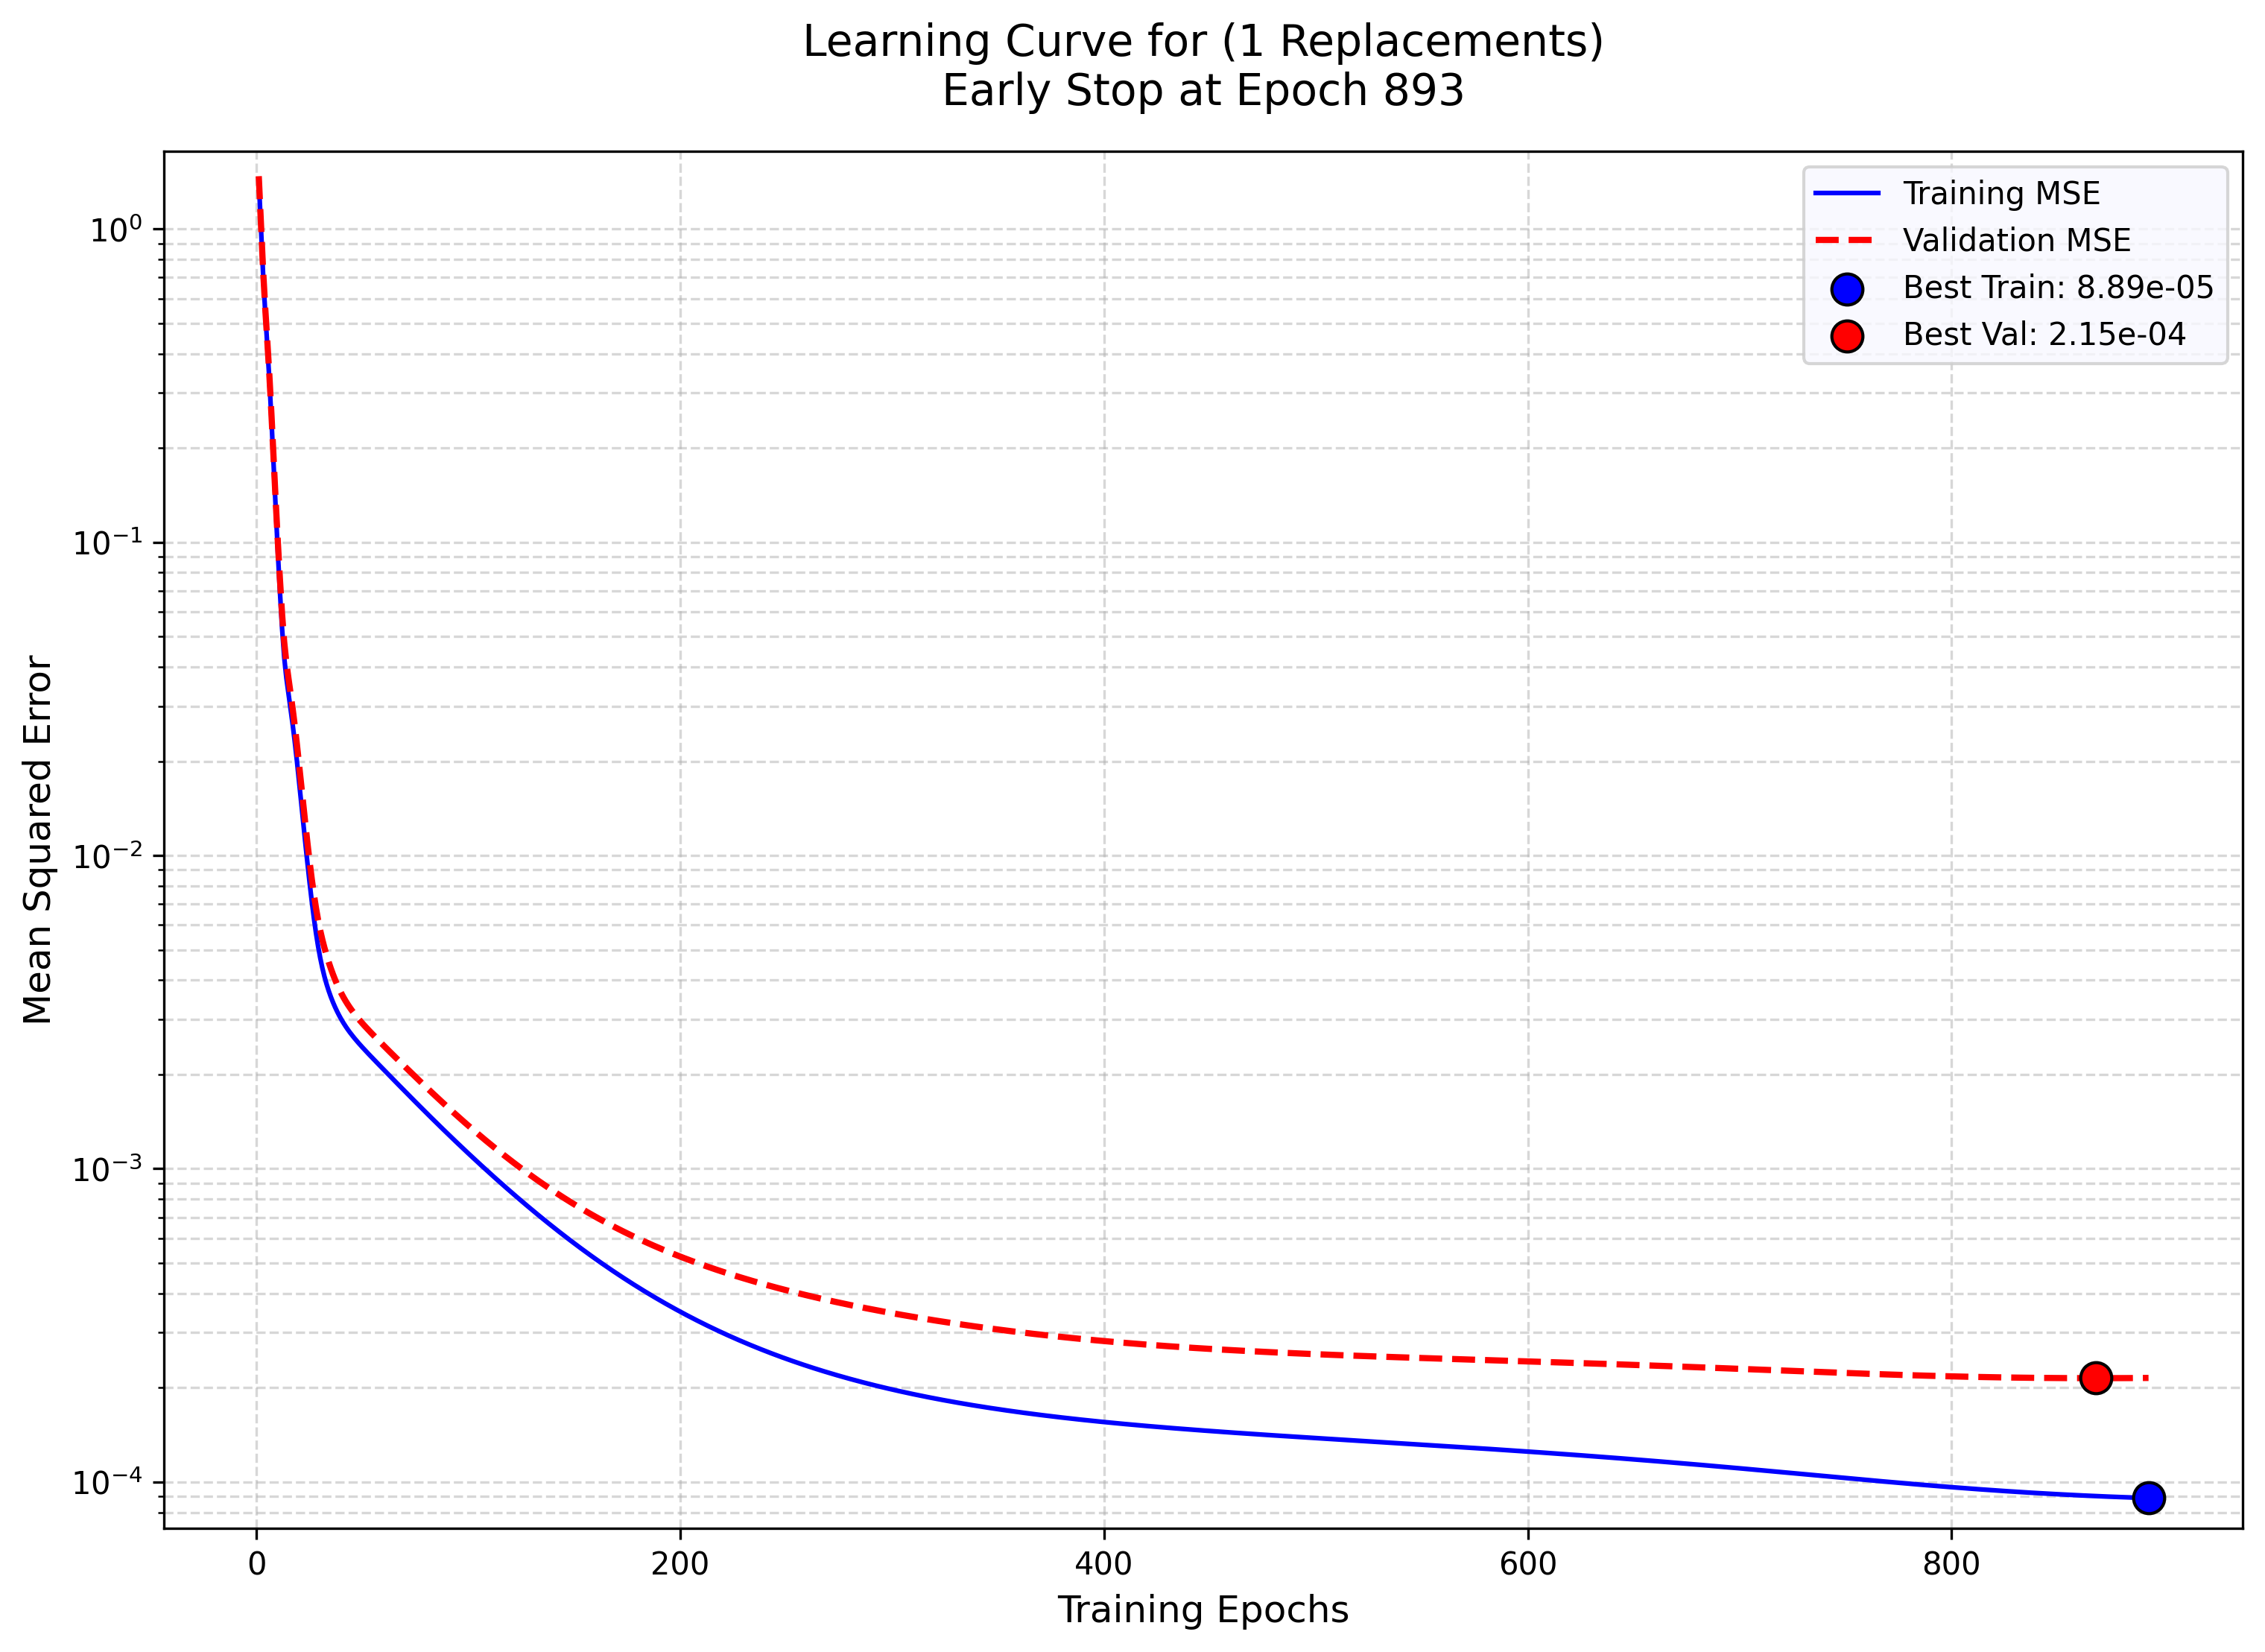 Learning Curve for (1 Replacements)
Early Stop at Epoch 893
Training MSE
Validation MSE
Best Train: 8.89e-05
Best Val: 2.15e-04
Mean Squared Error
10⁰
10⁻¹
10⁻²
10⁻³
10⁻⁴
0 200 400 600 800
Training Epochs